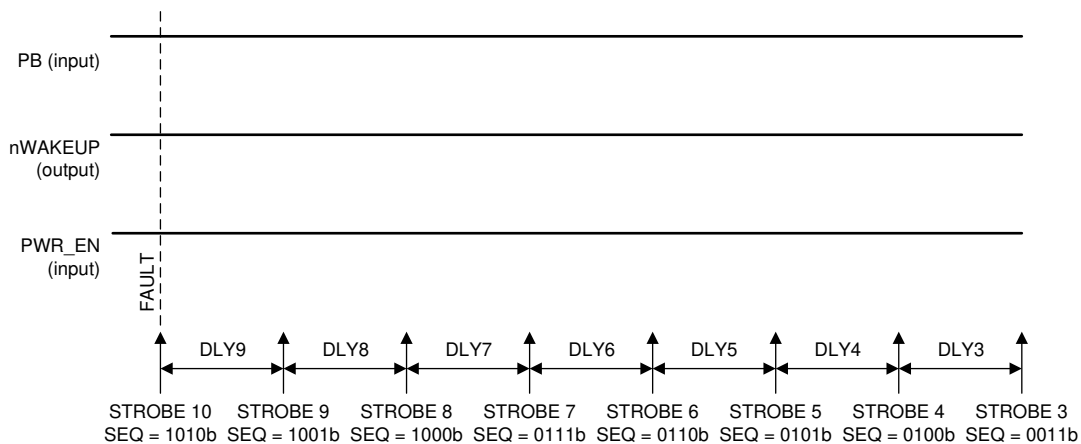 PB (input)
nWAKEUP
(output)
PWR_EN
(input)
FAULT
DLY9 DLY8 DLY7 DLY6 DLY5 DLY4 DLY3
STROBE 10 STROBE 9 STROBE 8 STROBE 7 STROBE 6 STROBE 5 STROBE 4 STROBE 3
SEQ = 1010b SEQ = 1001b SEQ = 1000b SEQ = 0111b SEQ = 0110b SEQ = 0101b SEQ = 0100b SEQ = 0011b